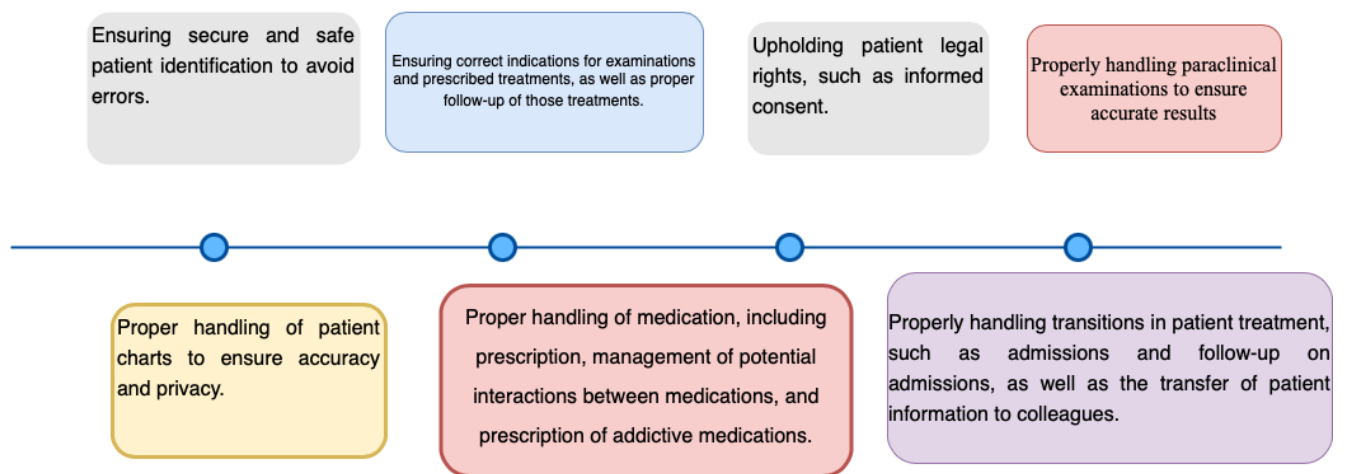 Ensuring secure and safe
patient identification to avoid
errors.
Ensuring correct indications for examinations
and prescribed treatments, as well as proper
follow-up of those treatments.
Upholding patient legal
rights, such as informed
consent.
Properly handling paraclinical
examinations to ensure
accurate results
Proper handling of patient
charts to ensure accuracy
and privacy.
Proper handling of medication, including
prescription, management of potential
interactions between medications, and
prescription of addictive medications.
Properly handling transitions in patient treatment,
such as admissions and follow-up on
admissions, as well as the transfer of patient
information to colleagues.